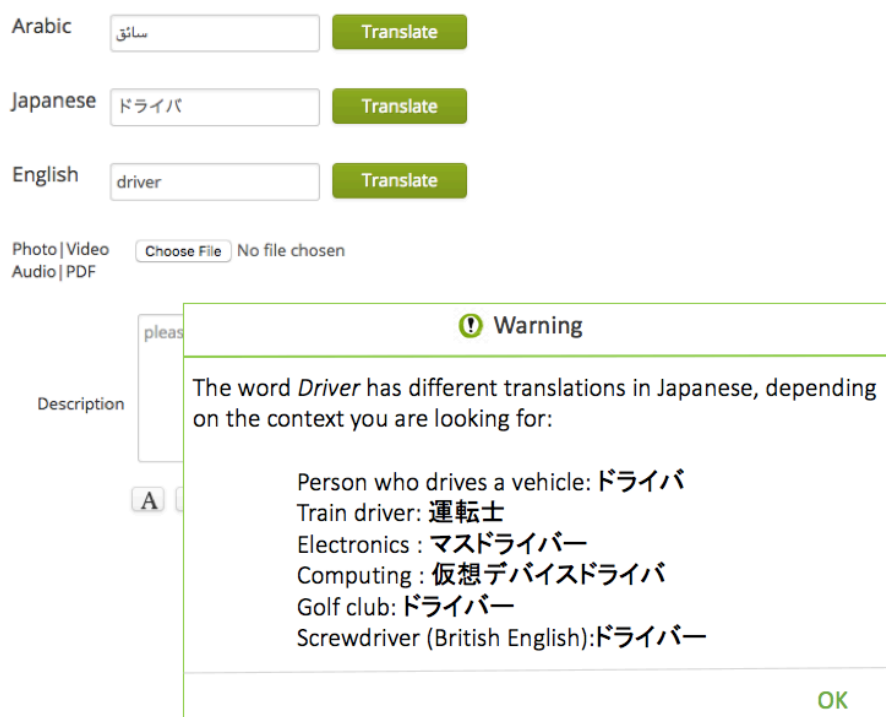 Arabic سائق Translate
Japanese ドライバ Translate
English driver Translate
Photo|Video Choose File No file chosen
Audio|PDF
pleas
Description
A
Warning
The word Driver has different translations in Japanese, depending
on the context you are looking for:
Person who drives a vehicle: ドライバ
Train driver: 運転士
Electronics : マスドライバー
Computing : 仮想デバイスドライバ
Golf club: ドライバー
Screwdriver (British English):ドライバー
OK